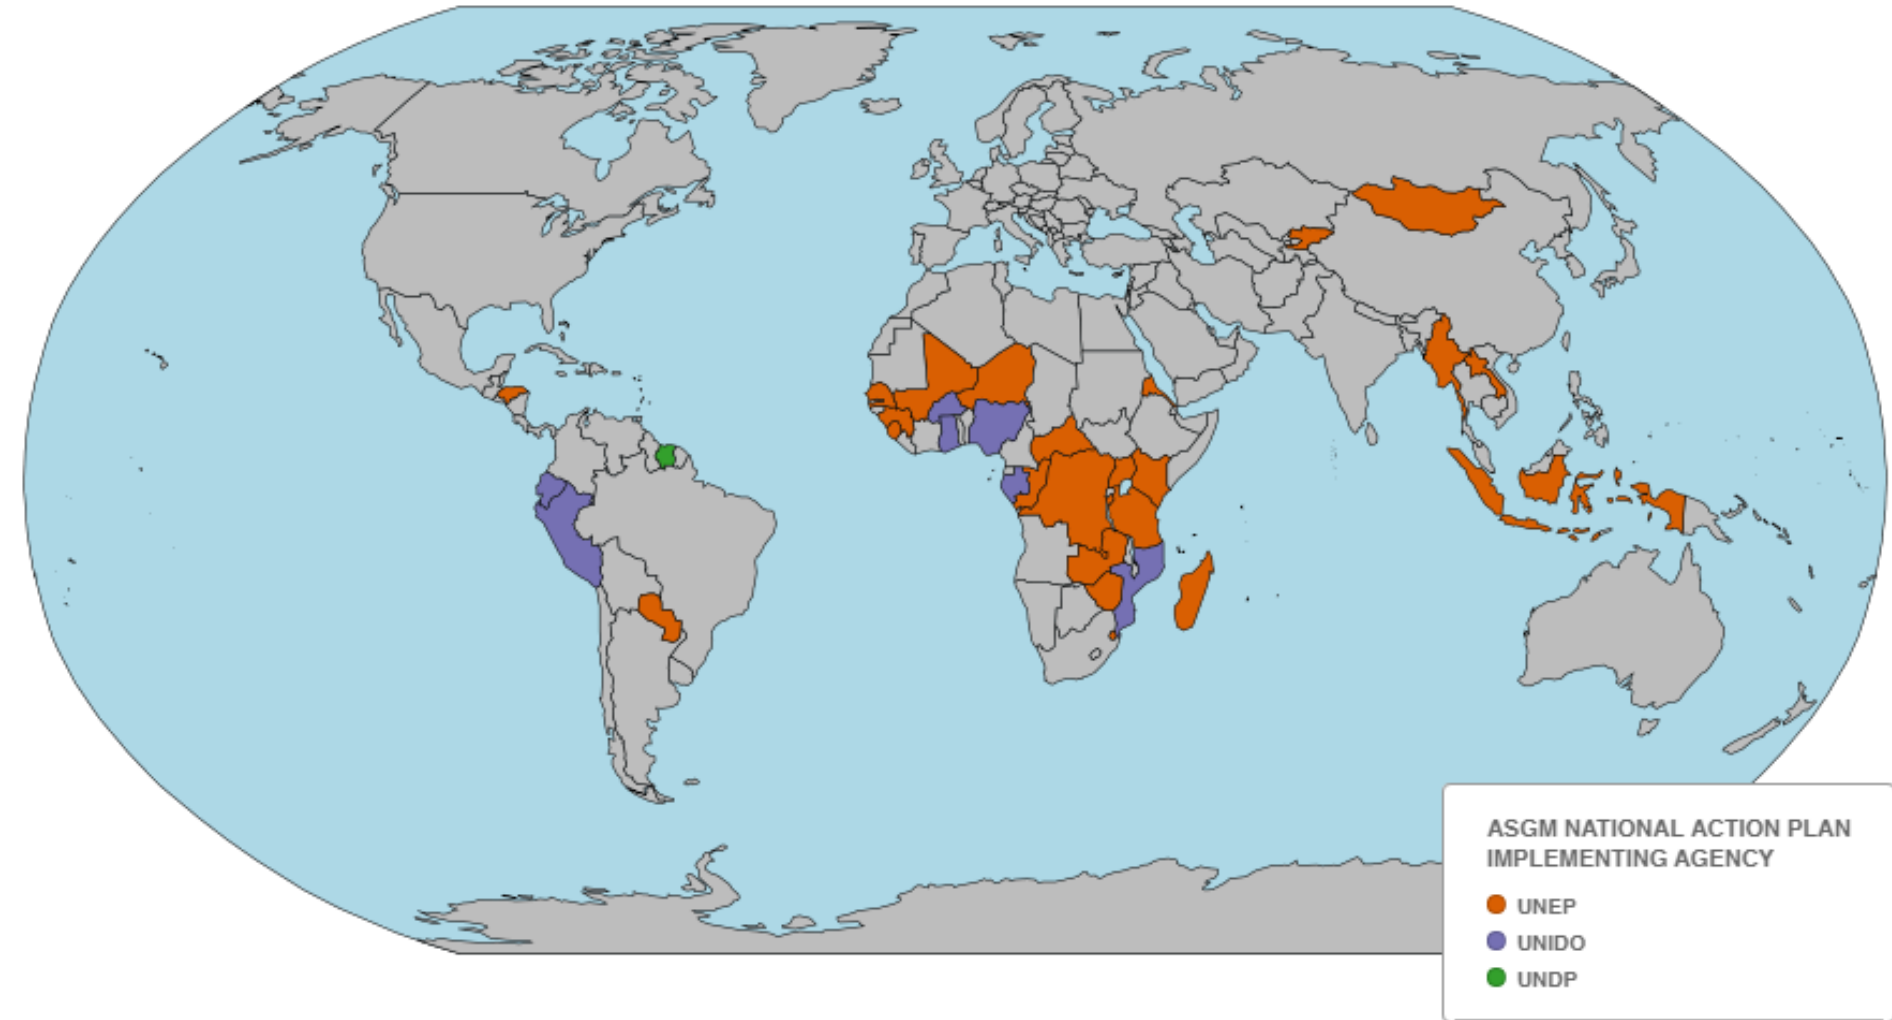 ASGM NATIONAL ACTION PLAN
IMPLEMENTING AGENCY
UNEP
UNIDO
UNDP